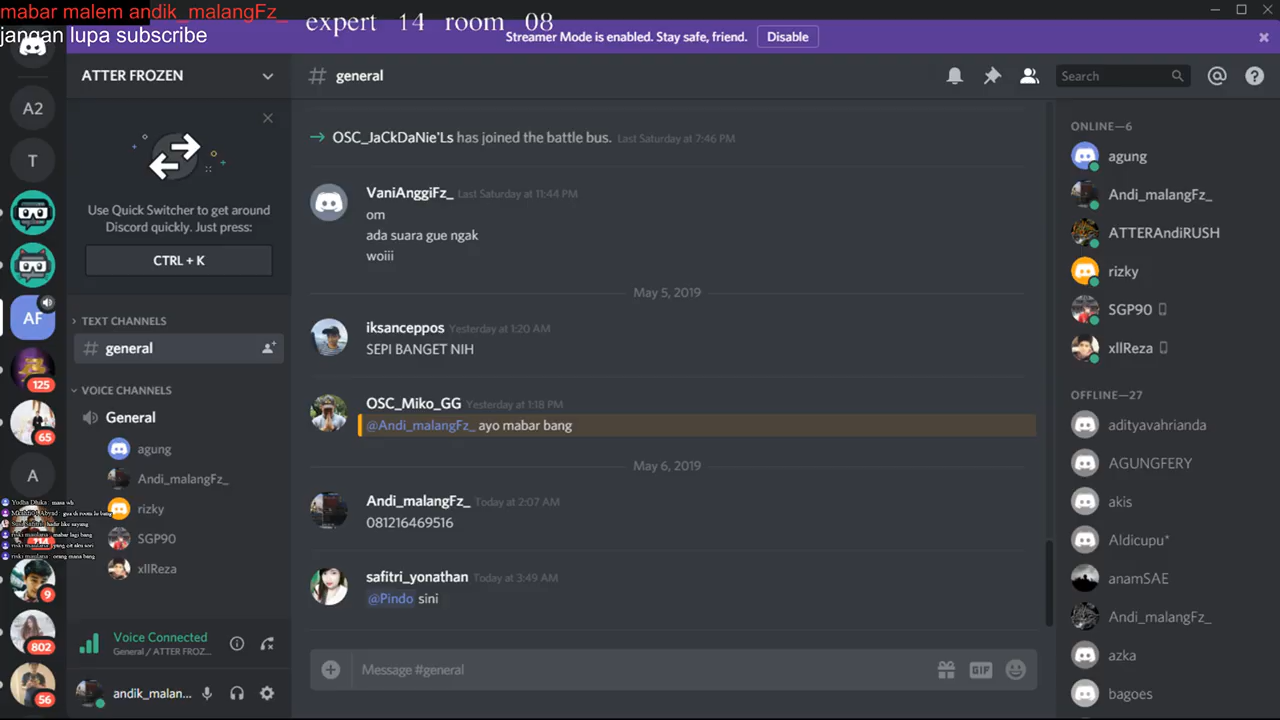 mabar malem andik_malangFz_
jangan lupa subscribe
expert 14 room 08
Streamer Mode is enabled. Stay safe, friend.
Disable
ATTER FROZEN
# general
Search
A2
T
AF
125
65
A
9
802
56
Use Quick Switcher to get around
Discord quickly. Just press:
CTRL + K
TEXT CHANNELS
# general
VOICE CHANNELS
General
agung
Andi_malangFz_
rizky
SGP90
xllReza
Voice Connected
General / ATTER FROZ...
andik_malan...
OSC_JaCkDaNie'Ls has joined the battle bus. Last Saturday at 7:46 PM
VaniAnggiFz_ Last Saturday at 11:44 PM
om
ada suara gue ngak
woiii
May 5, 2019
iksanceppos Yesterday at 1:20 AM
SEPI BANGET NIH
OSC_Miko_GG Yesterday at 1:18 PM
@Andi_malangFz_ ayo mabar bang
May 6, 2019
Andi_malangFz_ Today at 2:07 AM
081216469516
safitri_yonathan Today at 3:49 AM
@Pindo sini
Message #general
GIF
ONLINE—6
agung
Andi_malangFz_
ATTERAndiRUSH
rizky
SGP90
xllReza
OFFLINE—27
adityavahrianda
AGUNGFERY
akis
Aldicupu*
anamSAE
Andi_malangFz_
azka
bagoes